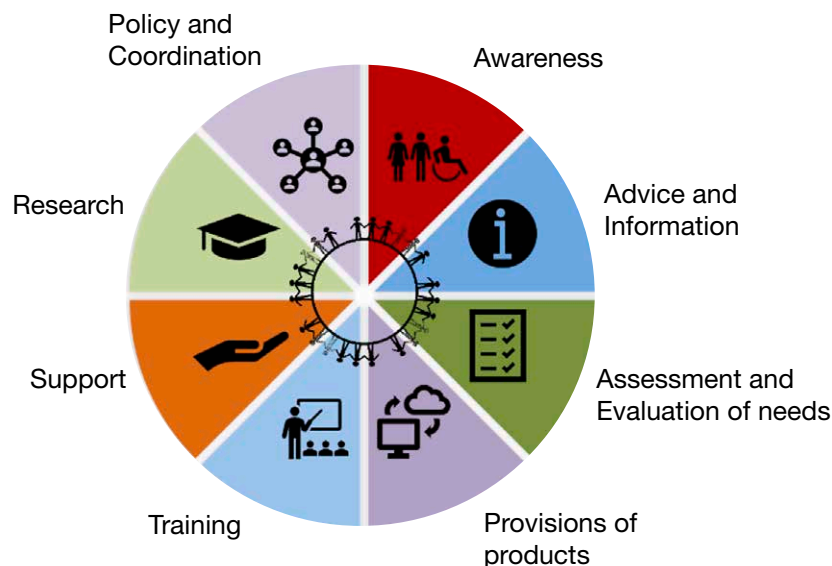 Policy and
Coordination
Awareness
Advice and
Information
Assessment and
Evaluation of needs
Provisions of
products
Training
Support
Research